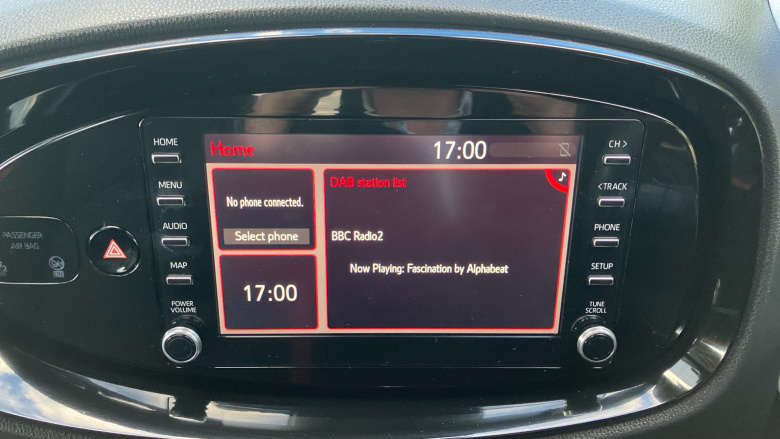 HOME
CH >
Home
17:00
MENU
No phone connected.
DAB station list
< TRACK
AUDIO
Select phone
BBC Radio2
PHONE
PASSENGER
AIR BAG
MAP
Now Playing: Fascination by Alphabeat
SETUP
17:00
POWER
VOLUME
TUNE
SCROLL